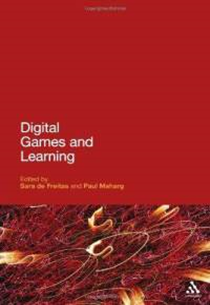 Digital
Games and
Learning
Edited by
Sara de Freitas and Paul Maharg